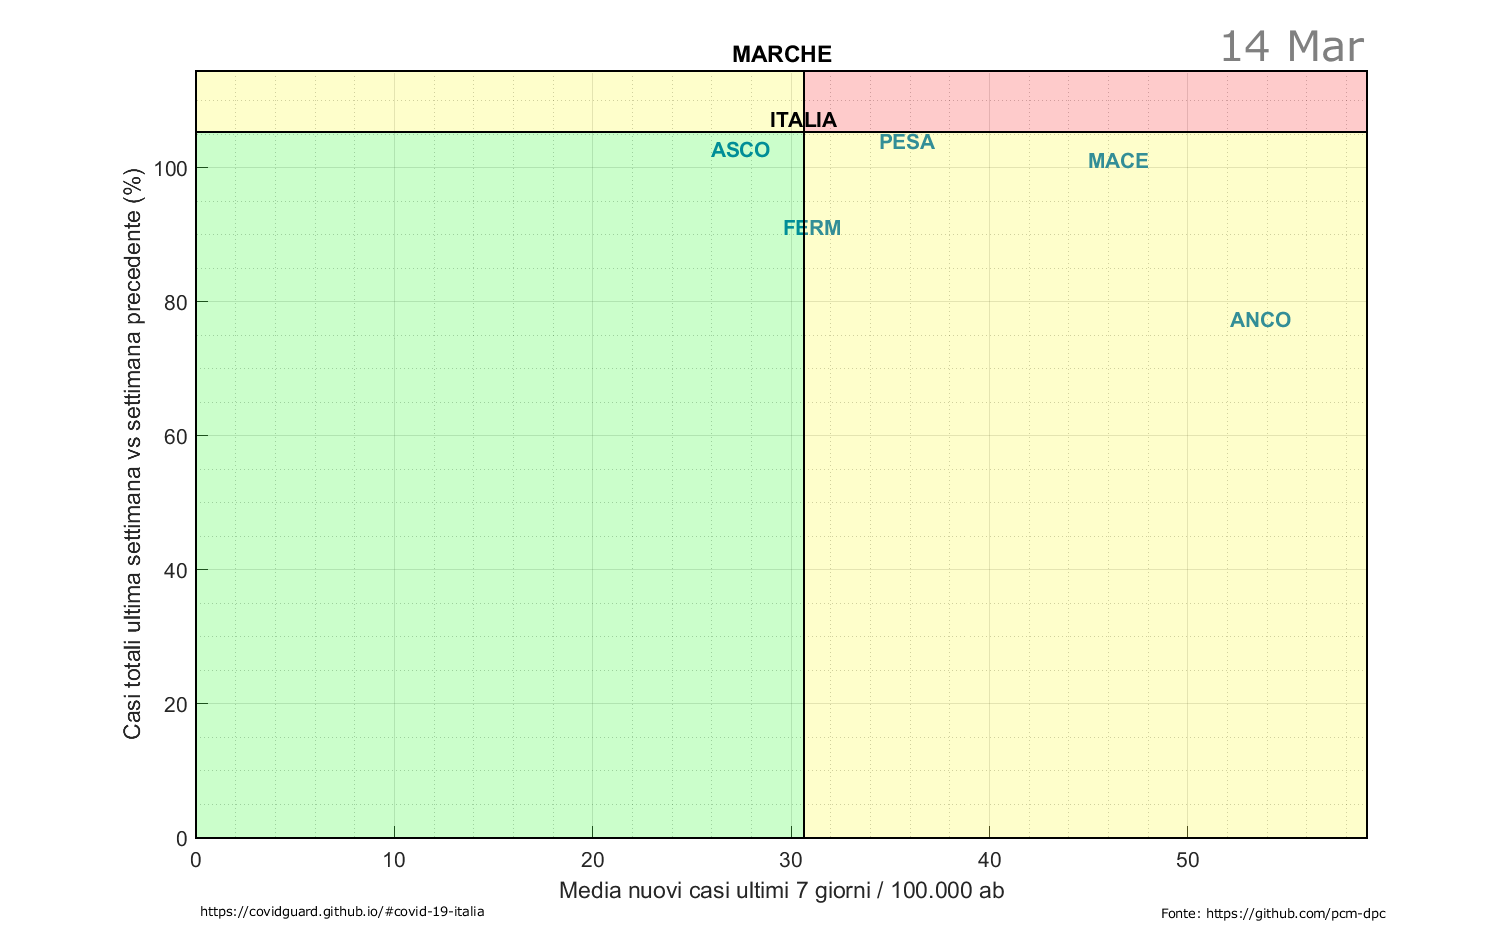 14 Mar
MARCHE
ITALIA
ASCO
PESA
MACE
FERM
ANCO
Casi totali ultima settimana vs settimana precedente (%)
100
80
60
40
20
0
0 10 20 30 40 50
Media nuovi casi ultimi 7 giorni / 100.000 ab
https://covidguard.github.io/#covid-19-italia
Fonte: https://github.com/pcm-dpc